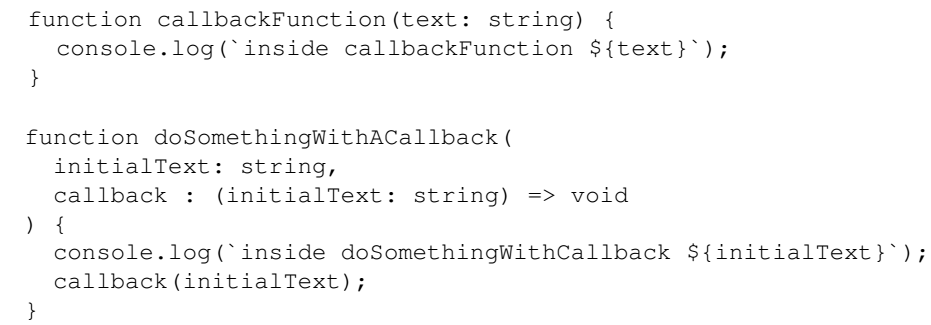 function callbackFunction(text: string) {
  console.log(`inside callbackFunction ${text}`);
}

function doSomethingWithACallback(
  initialText: string,
  callback : (initialText: string) => void
) {
  console.log(`inside doSomethingWithCallback ${initialText}`);
  callback(initialText);
}